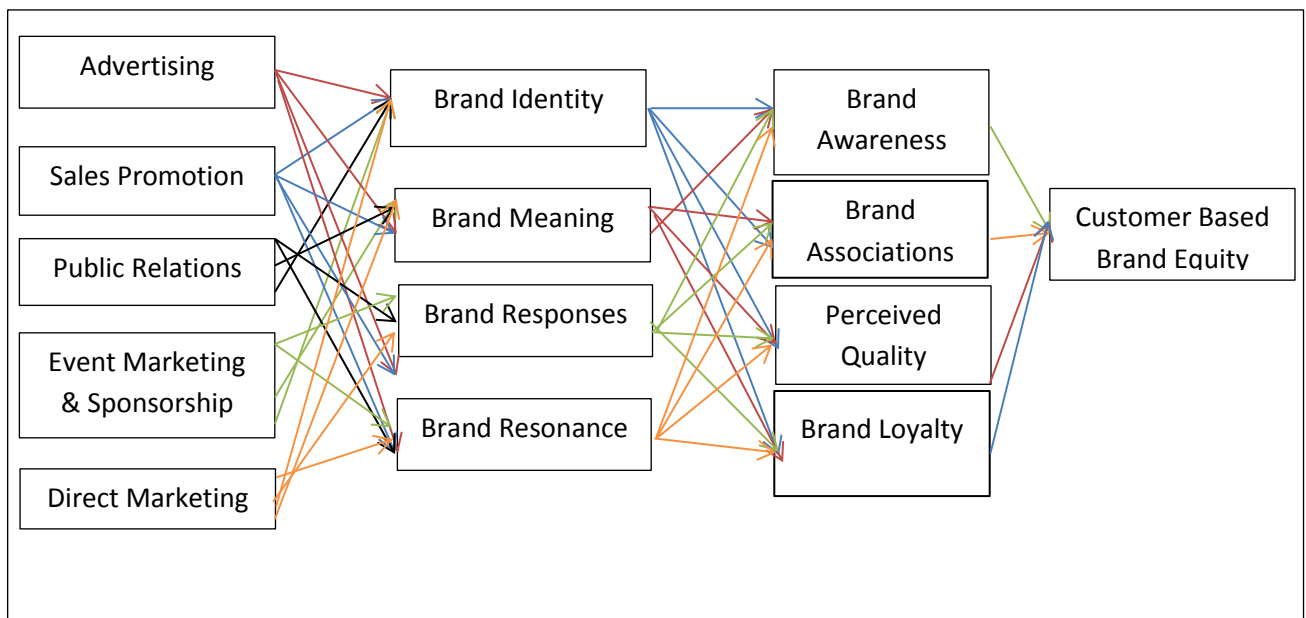 Advertising
Sales Promotion
Public Relations
Event Marketing
& Sponsorship
Direct Marketing
Brand Identity
Brand Meaning
Brand Responses
Brand Resonance
Brand
Awareness
Brand
Associations
Perceived
Quality
Brand Loyalty
Customer Based
Brand Equity